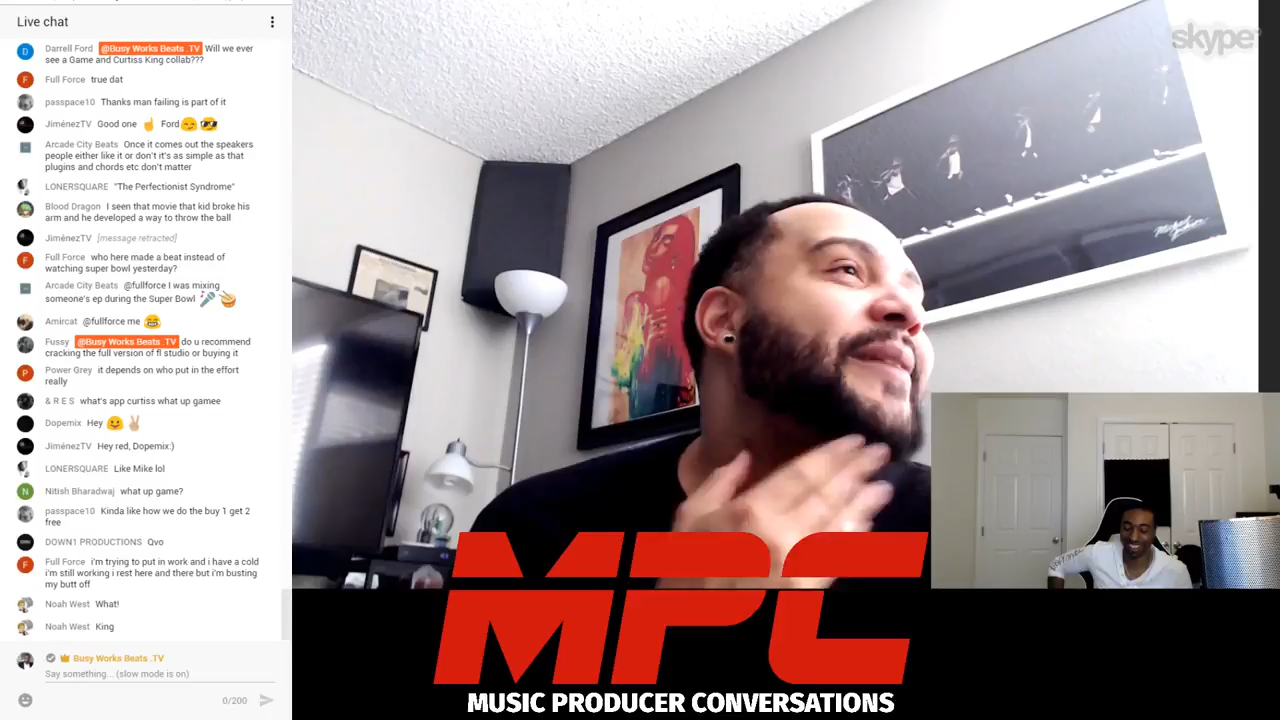 Live chat
Darrell Ford @Busy Works Beats .TV Will we ever
see a Game and Curtiss King collab???
Full Force true dat
passpace10 Thanks man failing is part of it
JiménezTV Good one ☝ Ford😏😎
Arcade City Beats Once it comes out the speakers
people either like it or don't it's as simple as that
plugins and chords etc don't matter
LONERSQUARE "The Perfectionist Syndrome"
Blood Dragon I seen that movie that kid broke his
arm and he developed a way to throw the ball
JiménezTV [message retracted]
Full Force who here made a beat instead of
watching super bowl yesterday?
Arcade City Beats @fullforce I was mixing
someone's ep during the Super Bowl 🎤🥁
Amircat @fullforce me 😂
Fussy @Busy Works Beats .TV do u recommend
cracking the full version of fl studio or buying it
Power Grey it depends on who put in the effort
really
& R E S what's app curtiss what up gamee
Dopemix Hey 🙂✌
JiménezTV Hey red, Dopemix:)
LONERSQUARE Like Mike lol
Nitish Bharadwaj what up game?
passpace10 Kinda like how we do the buy 1 get 2
free
DOWN1 PRODUCTIONS Qvo
Full Force i'm trying to put in work and i have a cold
i'm still working i rest here and there but i'm busting
my butt off
Noah West What!
Noah West King
Busy Works Beats .TV
Say something... (slow mode is on)
0/200
skype
MPC
MUSIC PRODUCER CONVERSATIONS